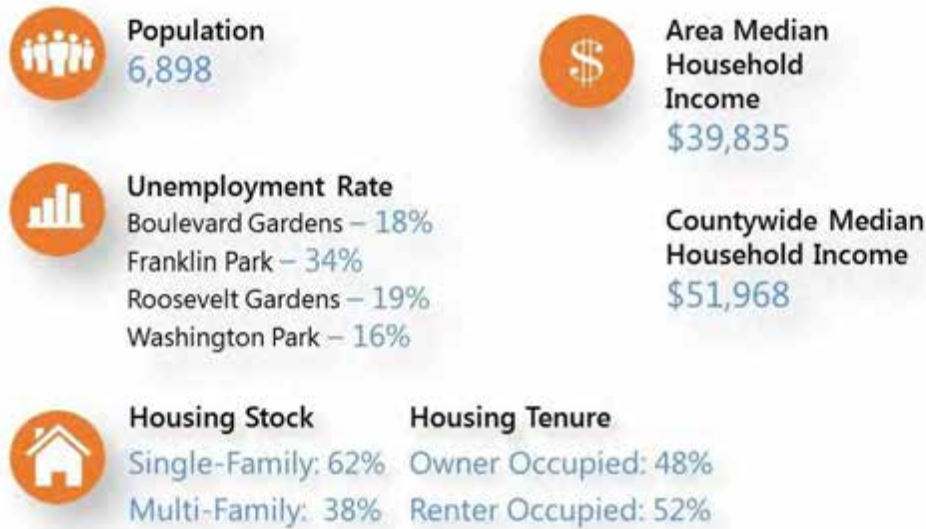 Population
6,898
Area Median
Household
Income
$39,835
Unemployment Rate
Boulevard Gardens – 18%
Franklin Park – 34%
Roosevelt Gardens – 19%
Washington Park – 16%
Countywide Median
Household Income
$51,968
Housing Stock
Single-Family: 62%
Multi-Family: 38%
Housing Tenure
Owner Occupied: 48%
Renter Occupied: 52%